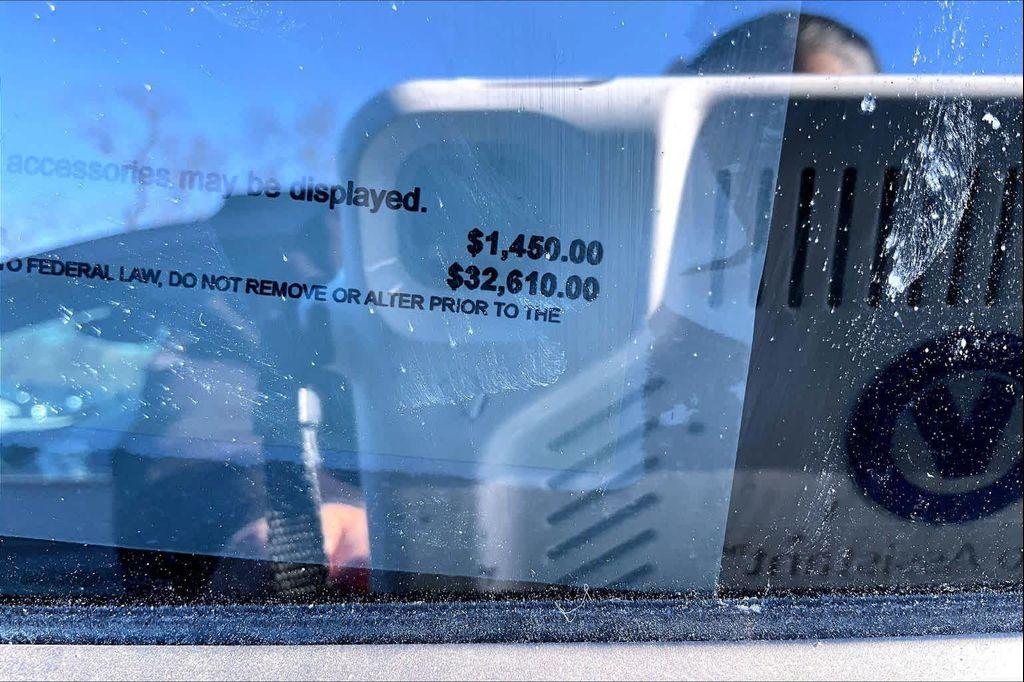 accessories may be displayed.
$1,450.00
$32,610.00
TO FEDERAL LAW, DO NOT REMOVE OR ALTER PRIOR TO THE
V